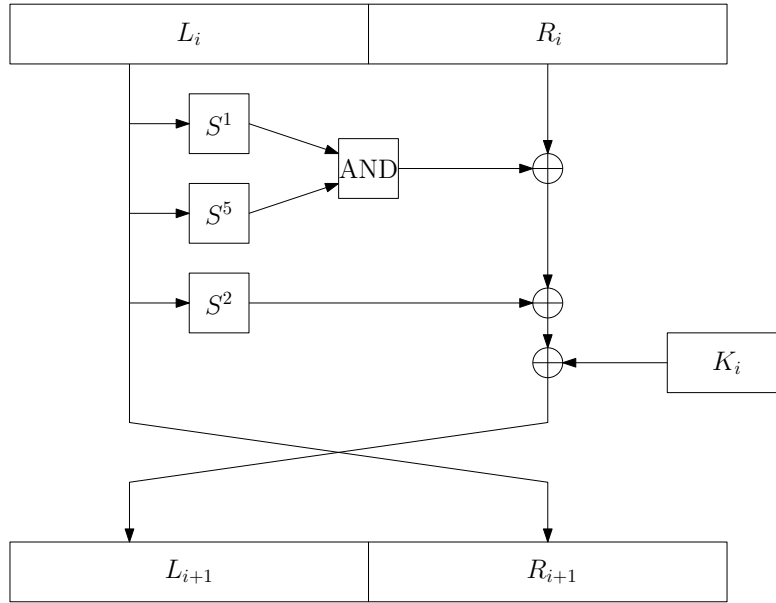 L_i R_i
S^1
AND
S^5
S^2
K_i
L_{i+1} R_{i+1}